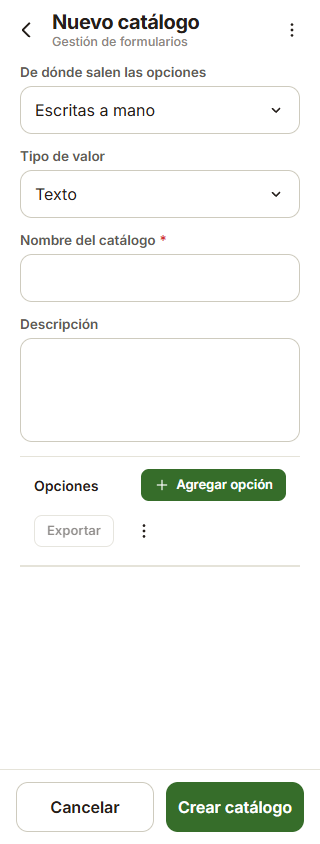 Nuevo catálogo
Gestión de formularios
De dónde salen las opciones
Escritas a mano
Tipo de valor
Texto
Nombre del catálogo *
Descripción
Opciones
+ Agregar opción
Exportar
Cancelar
Crear catálogo